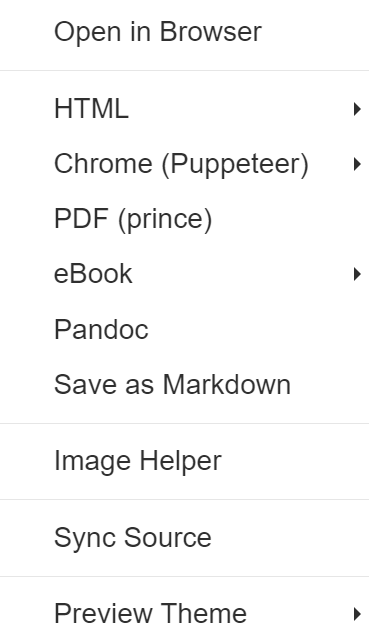 Open in Browser
HTML
Chrome (Puppeteer)
PDF (prince)
eBook
Pandoc
Save as Markdown
Image Helper
Sync Source
Preview Theme